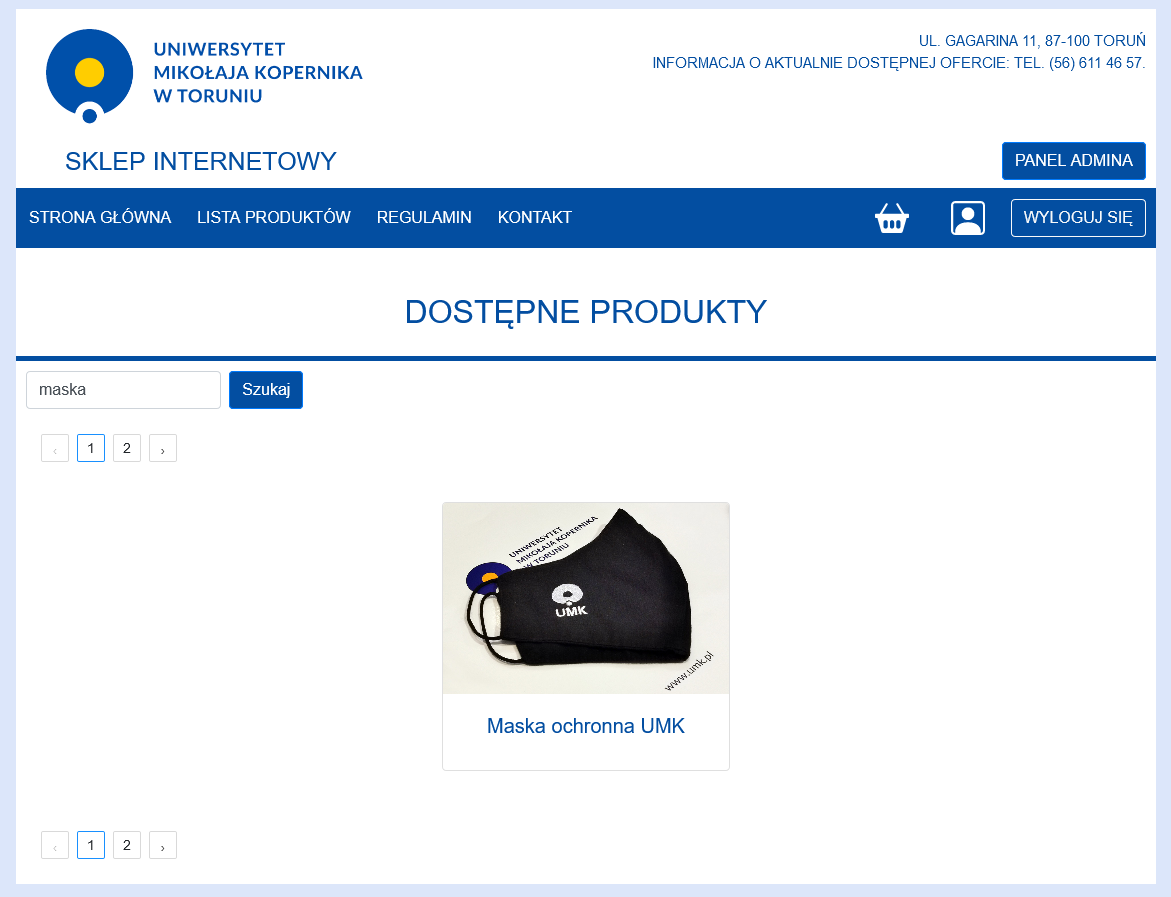 UNIWERSYTET
MIKOŁAJA KOPERNIKA
W TORUNIU
UL. GAGARINA 11, 87-100 TORUŃ
INFORMACJA O AKTUALNIE DOSTĘPNEJ OFERCIE: TEL. (56) 611 46 57.
SKLEP INTERNETOWY
PANEL ADMINA
STRONA GŁÓWNA LISTA PRODUKTÓW REGULAMIN KONTAKT WYLOGUJ SIĘ
DOSTĘPNE PRODUKTY
maska Szukaj
‹ 1 2 ›
UNIWERSYTET
MIKOŁAJA KOPERNIKA
W TORUNIU
UMK
www.umk.pl
Maska ochronna UMK
‹ 1 2 ›